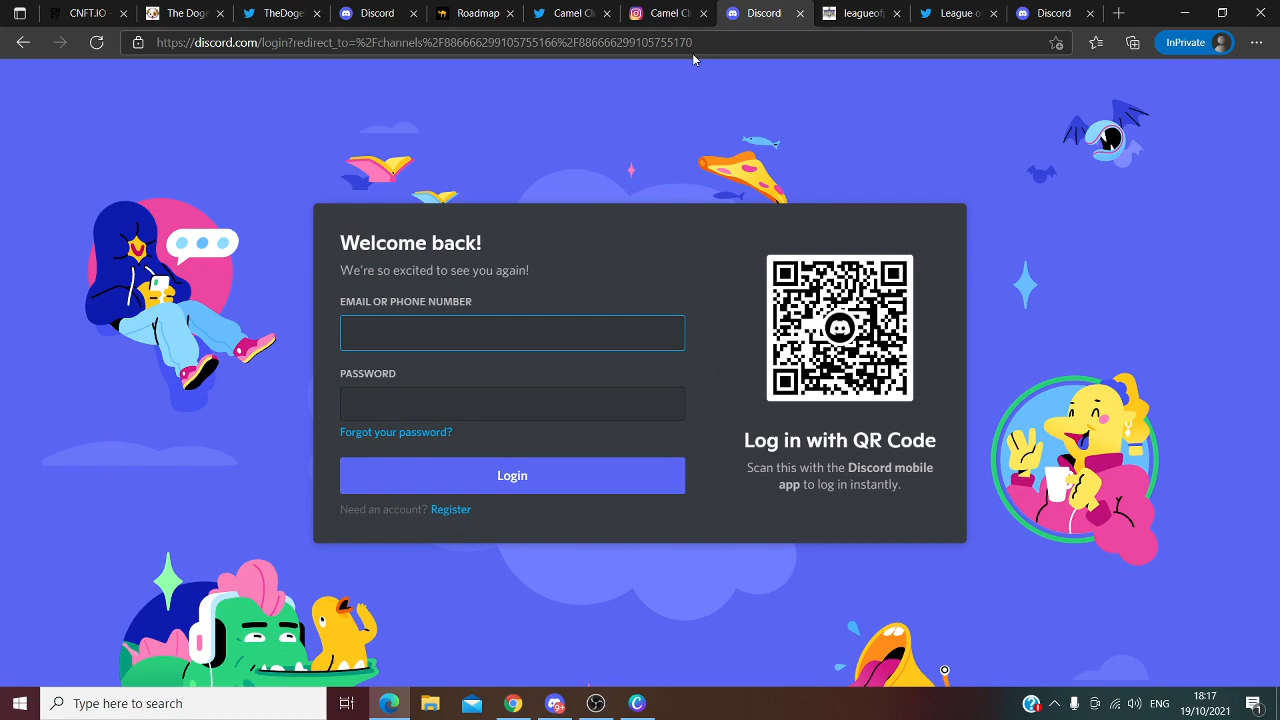 CNFT.IO -
The Doge
TheDoge
Discord
Roadmap
Camel Cl
Camel Cl
Discord
leagueof
League o
Discord
https://discord.com/login?redirect_to=%2Fchannels%2F886666299105755166%2F886666299105755170
InPrivate
Welcome back!
We're so excited to see you again!
EMAIL OR PHONE NUMBER
PASSWORD
Forgot your password?
Login
Need an account? Register
Log in with QR Code
Scan this with the Discord mobile
app to log in instantly.
Type here to search
ENG
18:17
19/10/2021